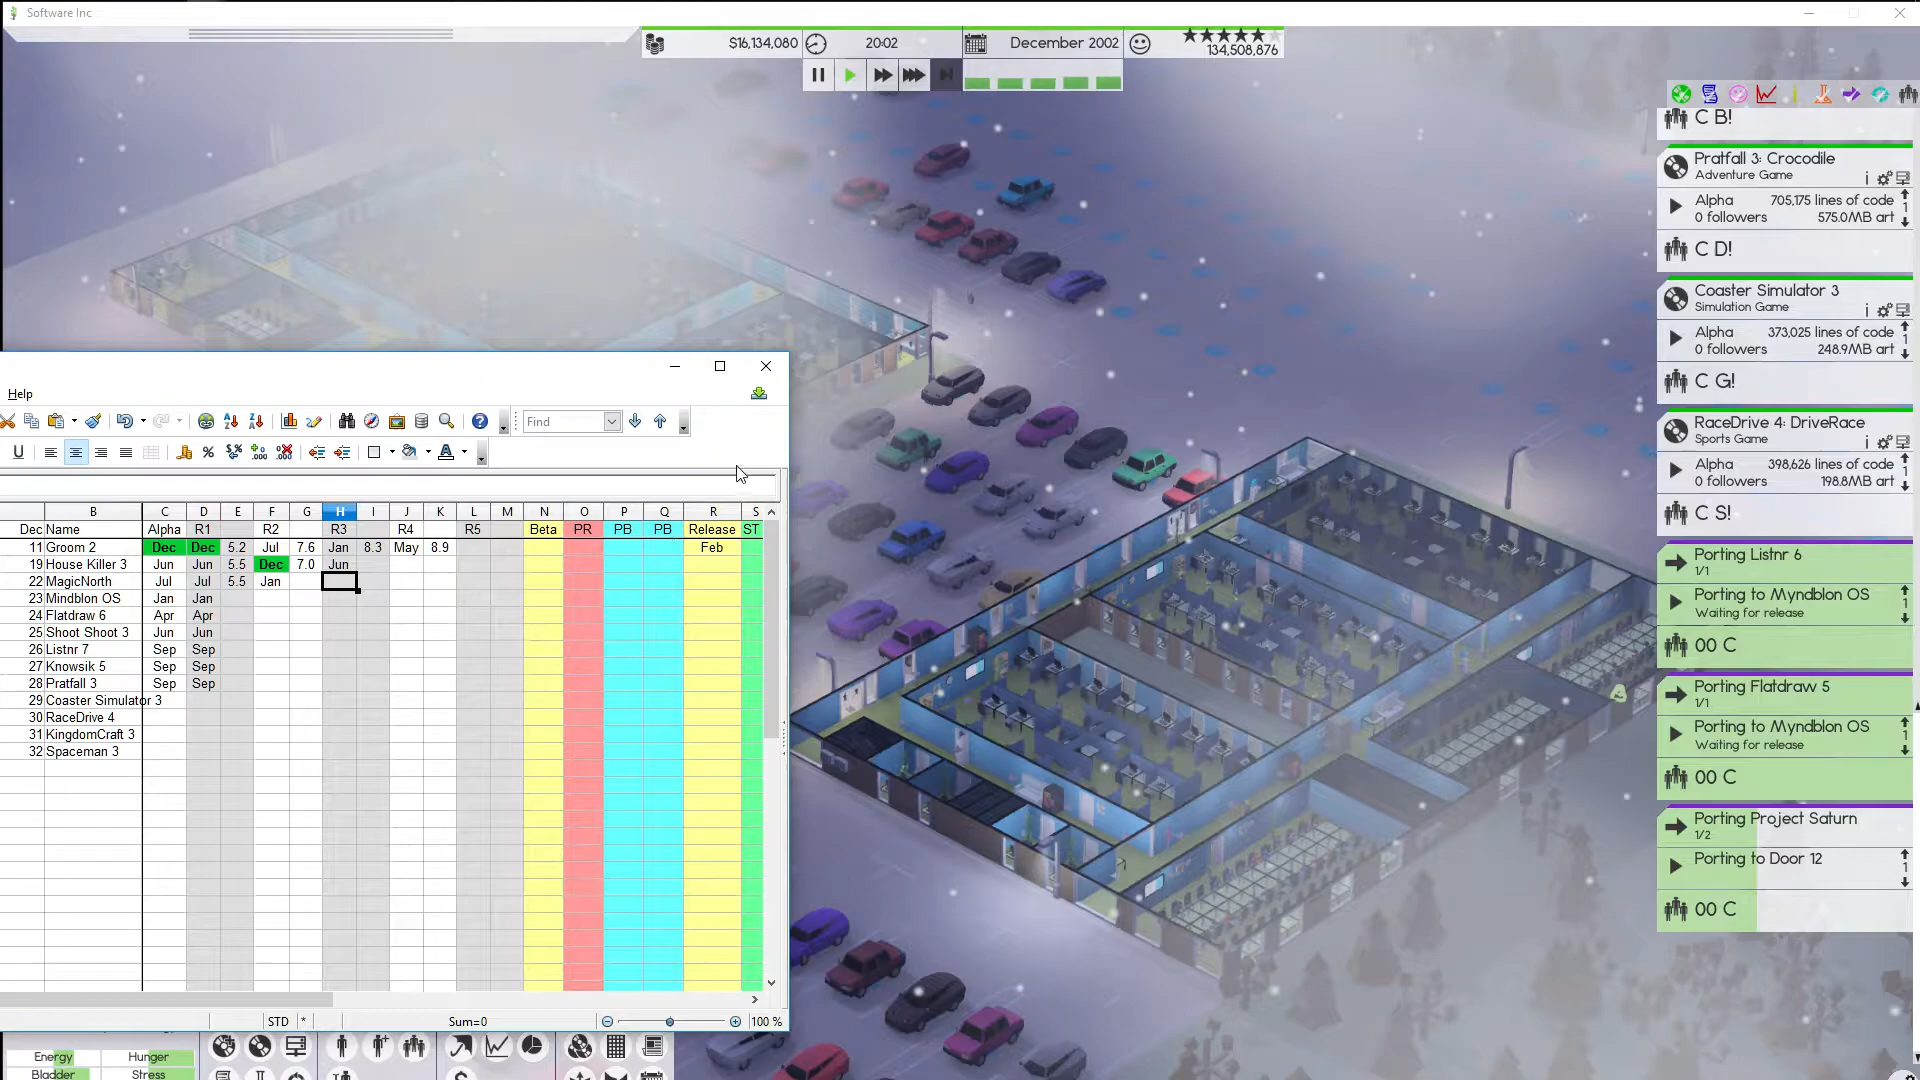 Software Inc
$16,134,080
20:02
December 2002
134,508,876
C B!
Pratfall 3: Crocodile
Adventure Game
Alpha 705,175 lines of code
0 followers 575.0MB art
1
C D!
Coaster Simulator 3
Simulation Game
Alpha 373,025 lines of code
0 followers 248.9MB art
1
C G!
RaceDrive 4: DriveRace
Sports Game
Alpha 398,626 lines of code
0 followers 198.8MB art
1
C S!
Porting Listnr 6
1/1
Porting to Myndblon OS
Waiting for release
1
00 C
Porting Flatdraw 5
1/1
Porting to Myndblon OS
Waiting for release
1
00 C
Porting Project Saturn
1/2
Porting to Door 12
1
00 C
Help
Find
B C D E F G H I J K L M N O P Q R S
Dec Name Alpha R1 R2 R3 R4 R5 Beta PR PB PB Release ST
11 Groom 2 Dec Dec 5.2 Jul 7.6 Jan 8.3 May 8.9 Feb
19 House Killer 3 Jun Jun 5.5 Dec 7.0 Jun
22 MagicNorth Jul Jul 5.5 Jan
23 Mindblon OS Jan Jan
24 Flatdraw 6 Apr Apr
25 Shoot Shoot 3 Jun Jun
26 Listnr 7 Sep Sep
27 Knowsik 5 Sep Sep
28 Pratfall 3 Sep Sep
29 Coaster Simulator 3
30 RaceDrive 4
31 KingdomCraft 3
32 Spaceman 3
STD * Sum=0 100 %
Energy Hunger
Bladder Stress